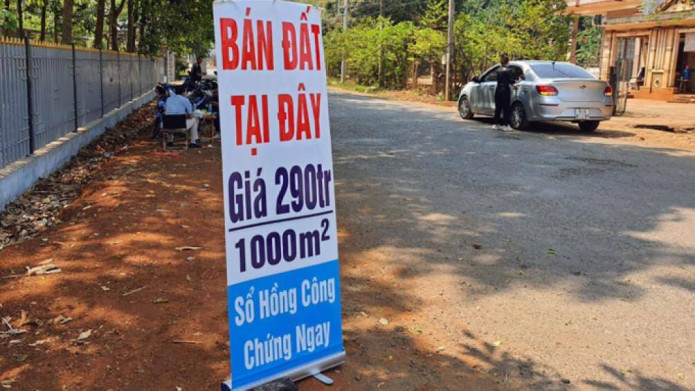 BÁN ĐẤT
TẠI ĐÂY
Giá 290tr
1000m²
Sổ Hồng Công
Chứng Ngay